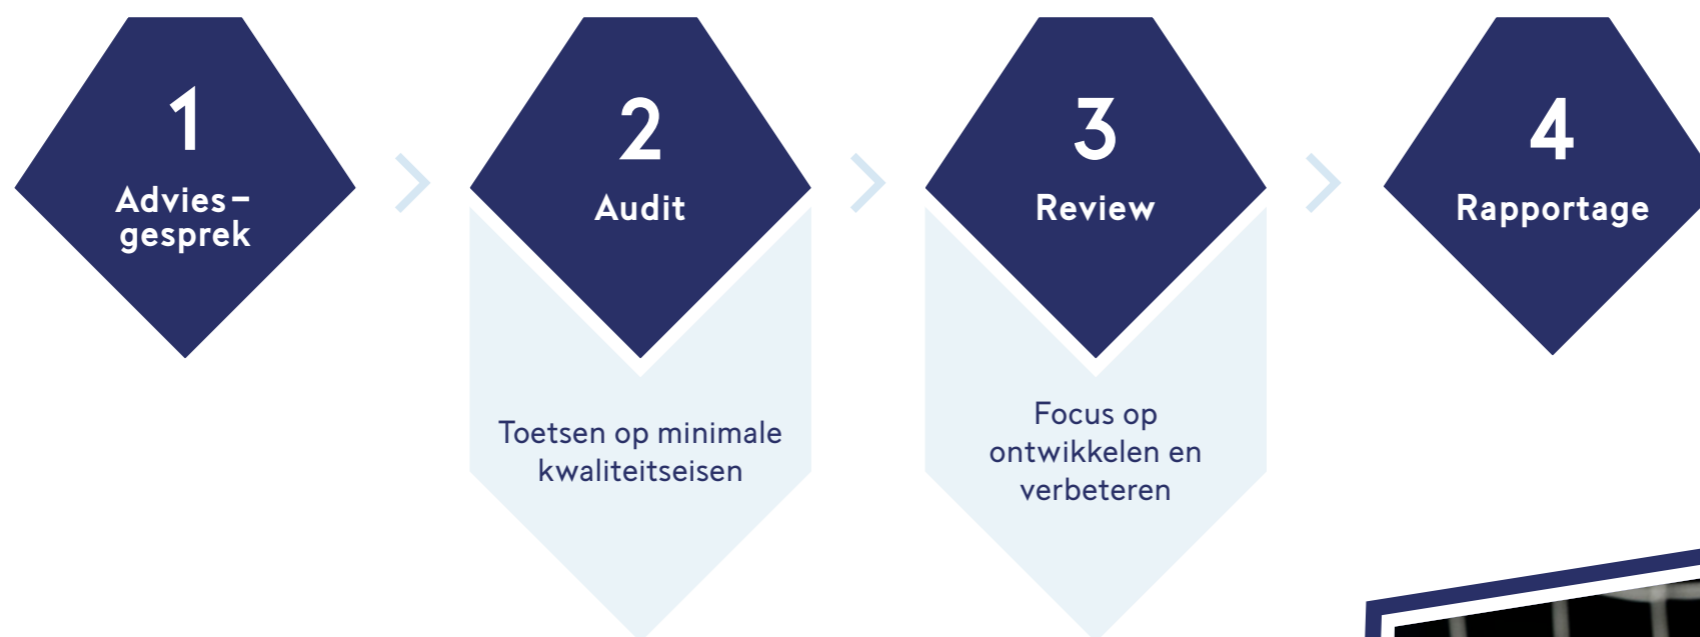 1
Advies–
gesprek
2
Audit
Toetsen op minimale
kwaliteitseisen
3
Review
Focus op
ontwikkelen en
verbeteren
4
Rapportage